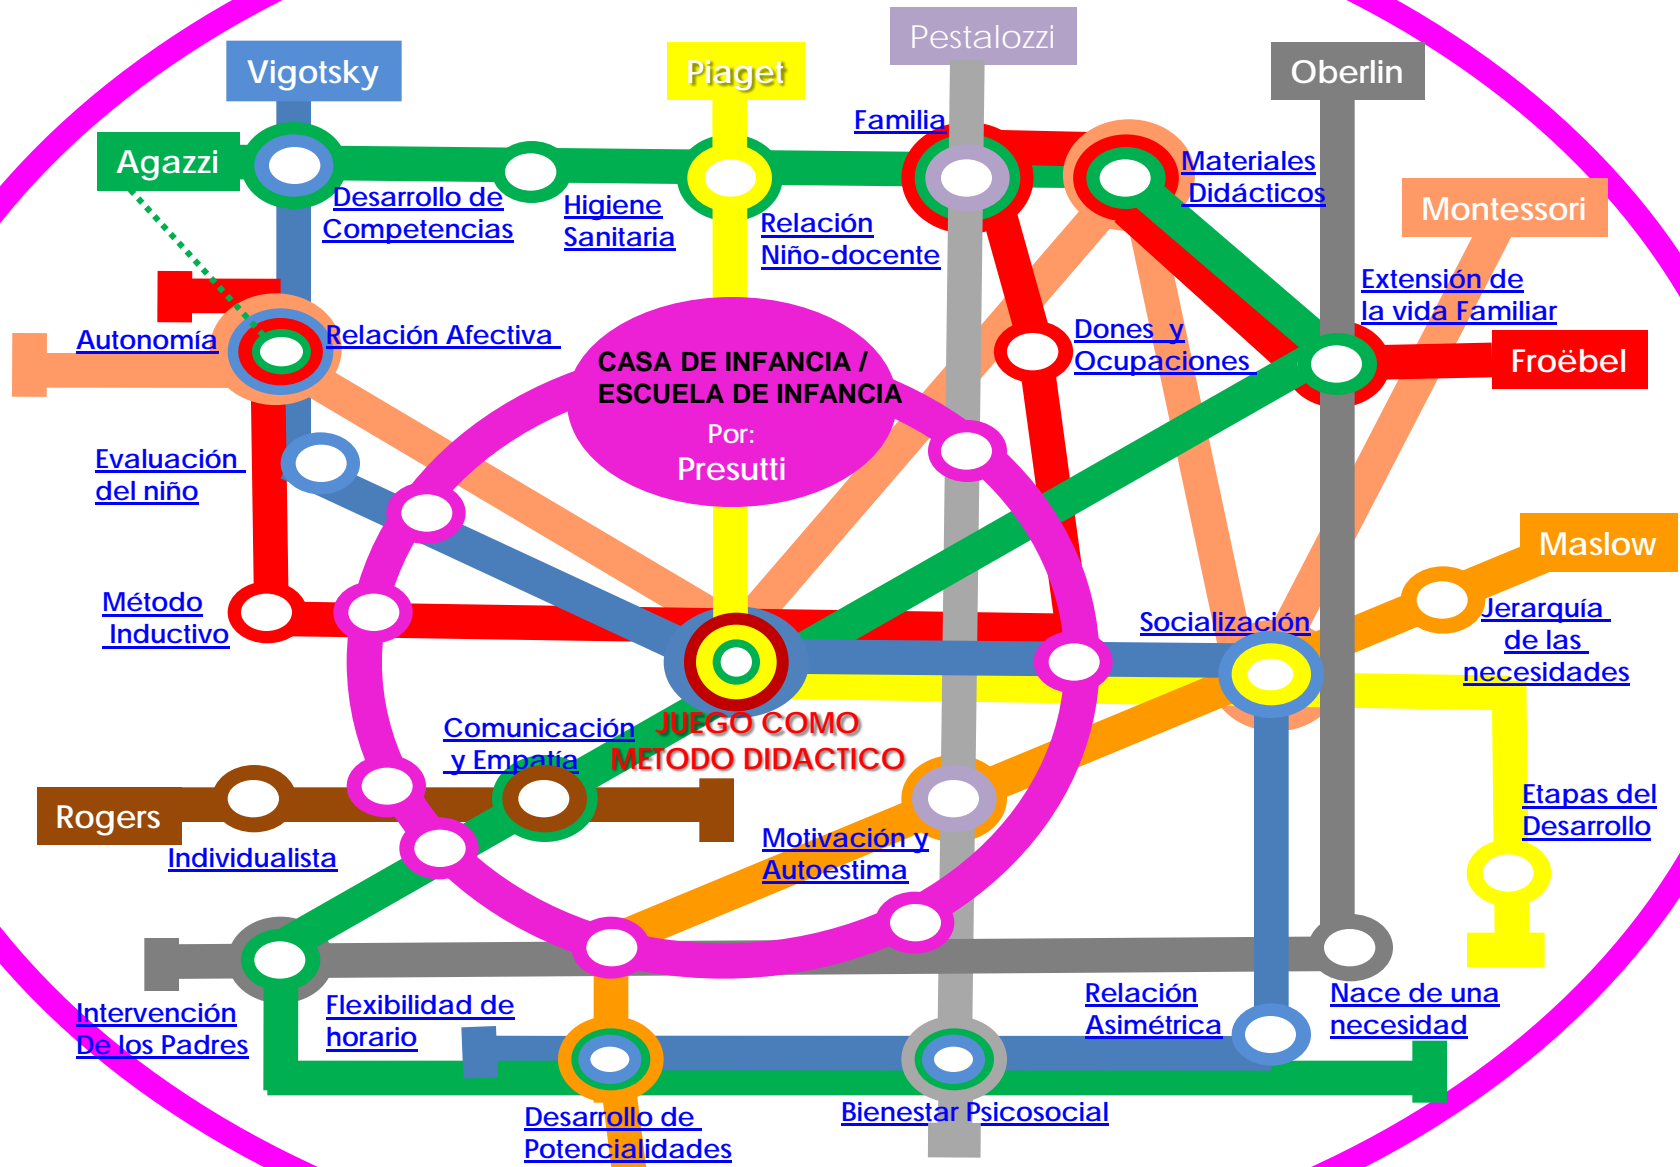 Pestalozzi
Vigotsky
Piaget
Oberlin
Familia
Agazzi
Materiales
Didácticos
Desarrollo de
Competencias
Higiene
Sanitaria
Relación
Niño-docente
Montessori
Extensión de
la vida Familiar
Autonomía
Relación Afectiva
Dones y
Ocupaciones
Froëbel
CASA DE INFANCIA /
ESCUELA DE INFANCIA
Por:
Presutti
Evaluación
del niño
Maslow
Método
Inductivo
Socialización
Jerarquía
de las
necesidades
Comunicación
y Empatía
JUEGO COMO
METODO DIDACTICO
Rogers
Individualista
Motivación y
Autoestima
Etapas del
Desarrollo
Intervención
De los Padres
Flexibilidad de
horario
Relación
Asimétrica
Nace de una
necesidad
Desarrollo de
Potencialidades
Bienestar Psicosocial